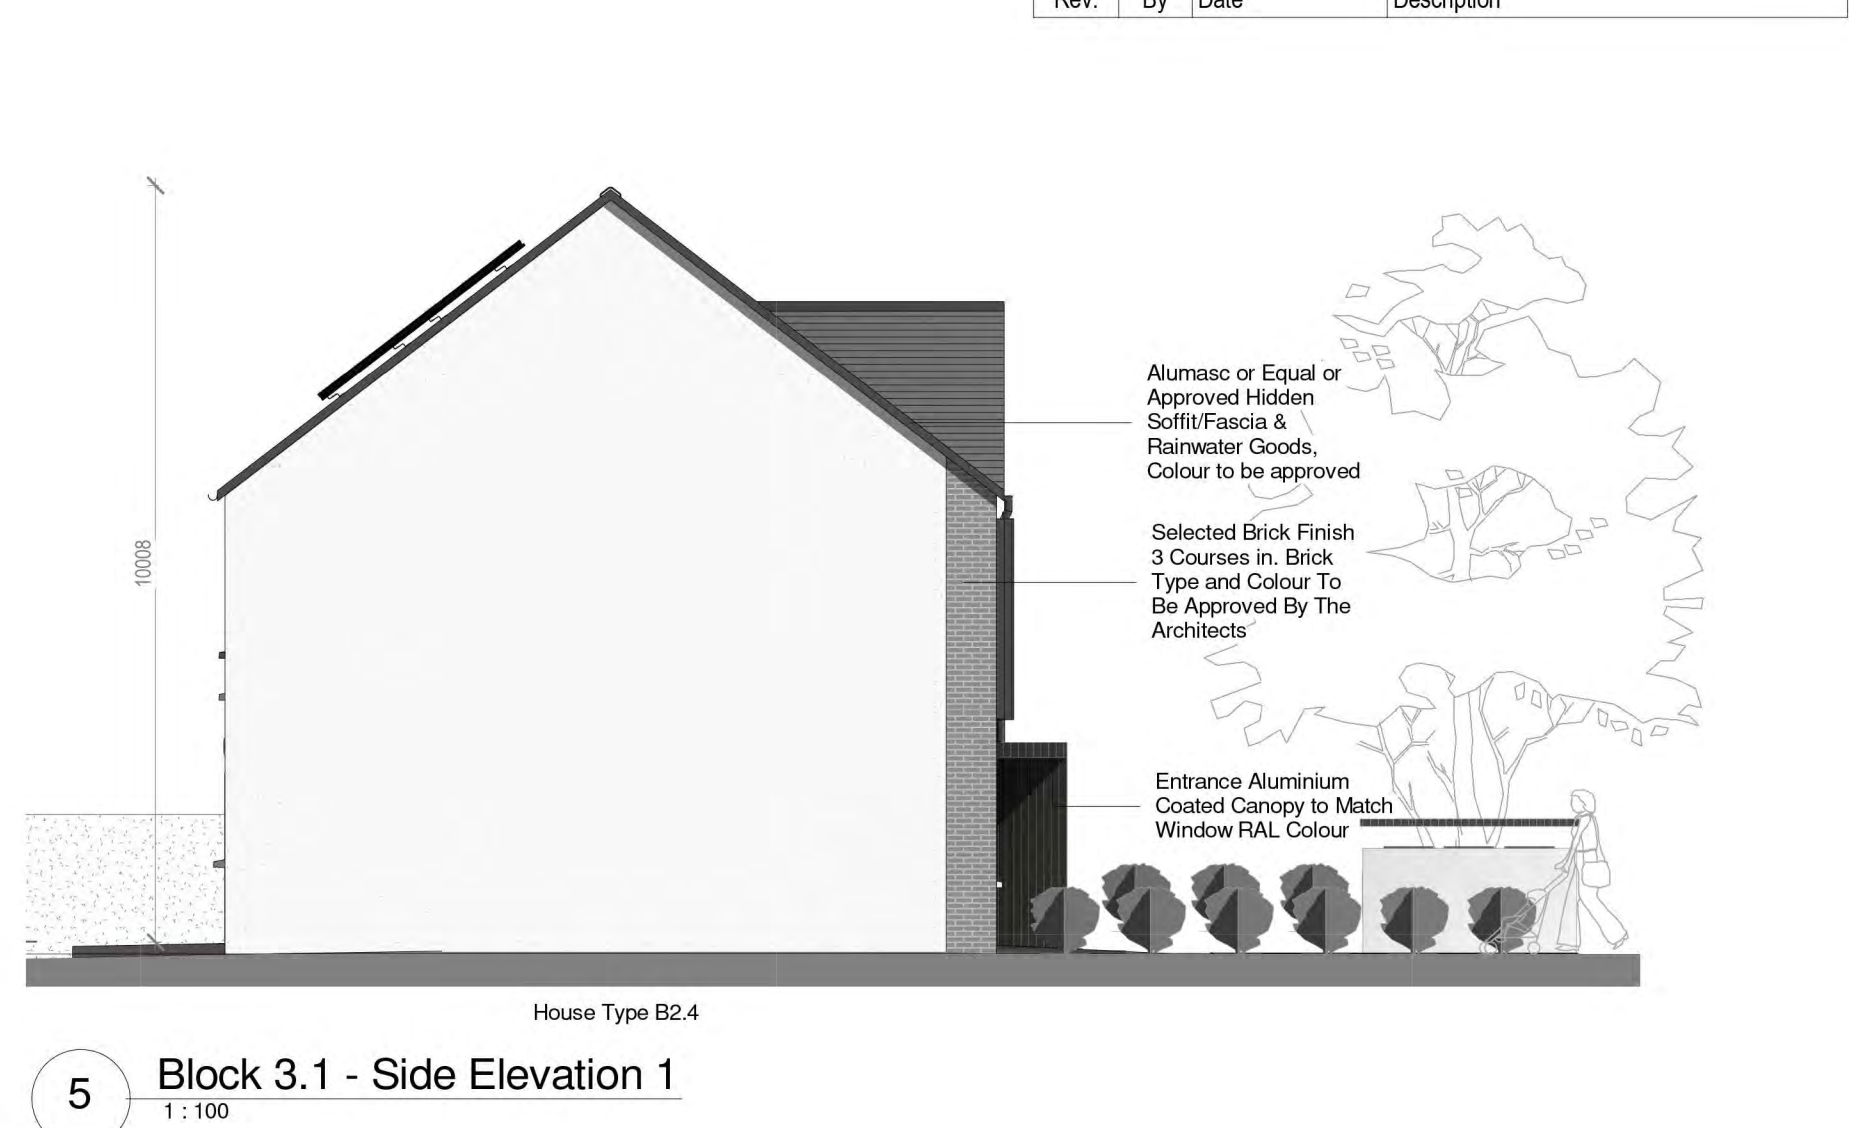 Rev. By Date Description
Alumasc or Equal or
Approved Hidden
Soffit/Fascia &
Rainwater Goods,
Colour to be approved
10008
Selected Brick Finish
3 Courses in. Brick
Type and Colour To
Be Approved By The
Architects
Entrance Aluminium
Coated Canopy to Match
Window RAL Colour
House Type B2.4
5
Block 3.1 - Side Elevation 1
1 : 100